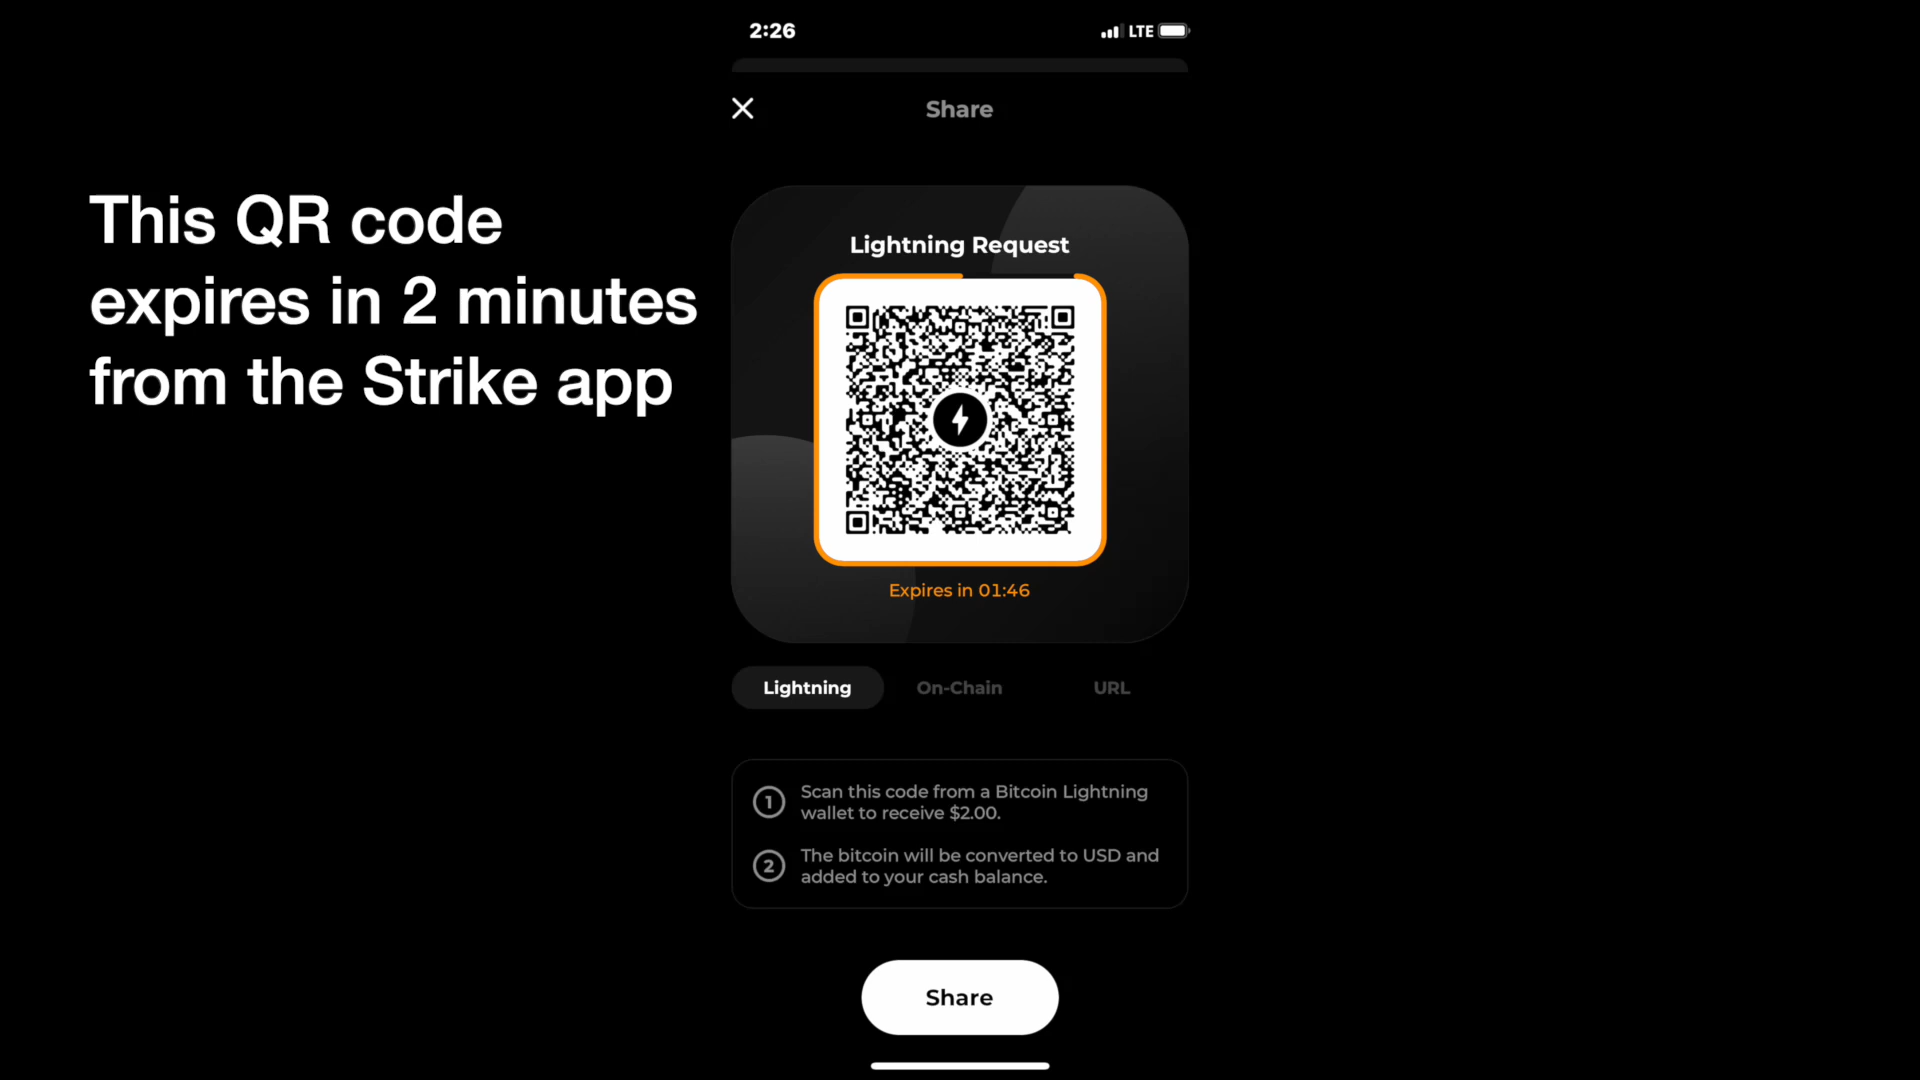 2:26
LTE
Share
This QR code
expires in 2 minutes
from the Strike app
Lightning Request
Expires in 01:46
Lightning
On-Chain
URL
1
Scan this code from a Bitcoin Lightning
wallet to receive $2.00.
2
The bitcoin will be converted to USD and
added to your cash balance.
Share